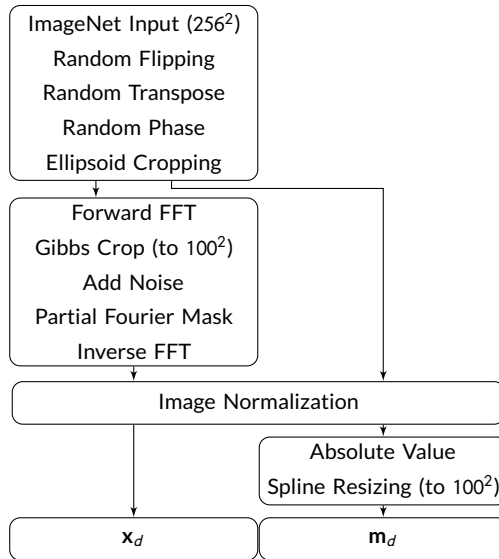 ImageNet Input (256²)
Random Flipping
Random Transpose
Random Phase
Ellipsoid Cropping
Forward FFT
Gibbs Crop (to 100²)
Add Noise
Partial Fourier Mask
Inverse FFT
Image Normalization
Absolute Value
Spline Resizing (to 100²)
x_d
m_d